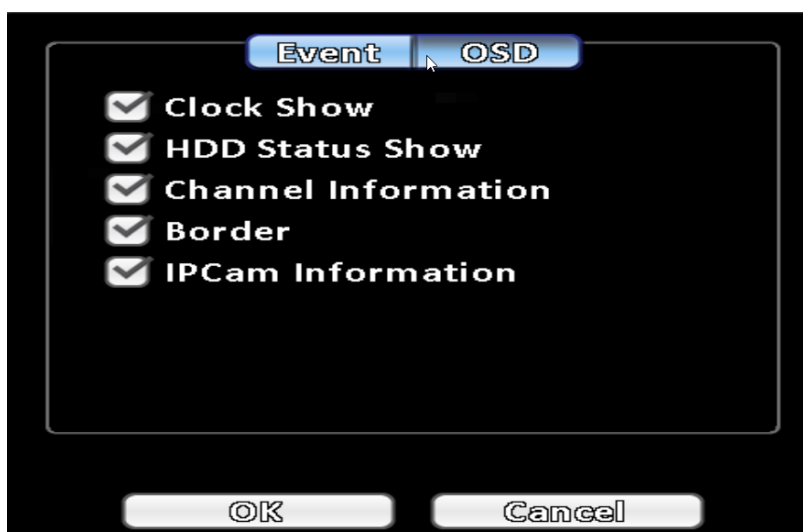 Event OSD
Clock Show
HDD Status Show
Channel Information
Border
IPCam Information
OK Cancel